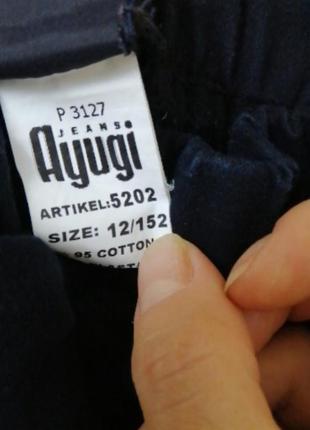 P 3127
JEANS
Ayugi
ARTIKEL:5202
SIZE: 12/152
95 COTTON